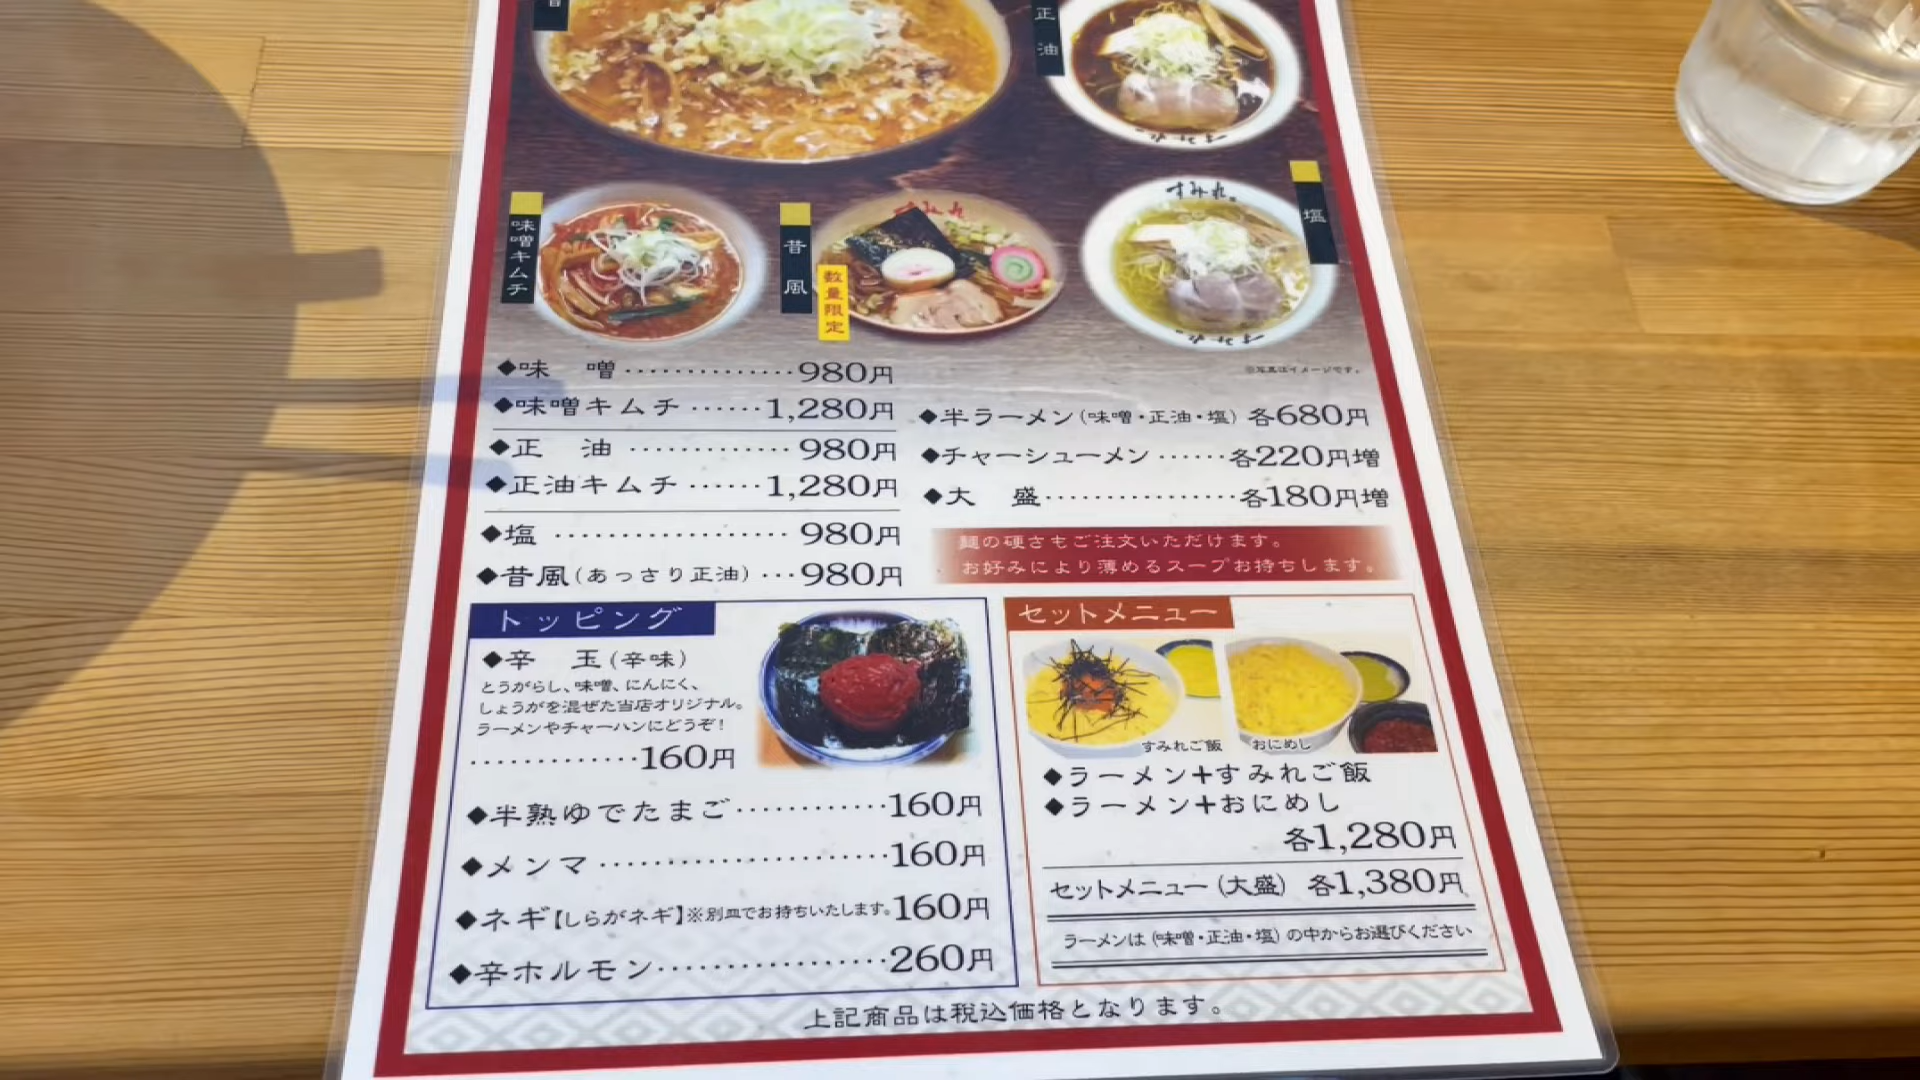 正油
すみれ
味噌キムチ
昔風
数量限定
すみれ
塩
※写真はイメージです。
◆味　噌··············980円
◆味噌キムチ······1,280円
◆正　油·············980円
◆正油キムチ······1,280円
◆塩···················980円
◆昔風(あっさり正油)···980円
◆半ラーメン(味噌・正油・塩) 各680円
◆チャーシューメン······各220円増
◆大　盛················各180円増
麺の硬さもご注文いただけます。
お好みにより薄めるスープお持ちします。
トッピング
◆辛　玉(辛味)
とうがらし、味噌、にんにく、
しょうがを混ぜた当店オリジナル。
ラーメンやチャーハンにどうぞ!
·············160円
◆半熟ゆでたまご············160円
◆メンマ·······················160円
◆ネギ【しらがネギ】※別皿でお持ちいたします。160円
◆辛ホルモン··················260円
セットメニュー
すみれご飯
おにめし
◆ラーメン+すみれご飯
◆ラーメン+おにめし
各1,280円
セットメニュー(大盛) 各1,380円
ラーメンは(味噌・正油・塩)の中からお選びください
上記商品は税込価格となります。